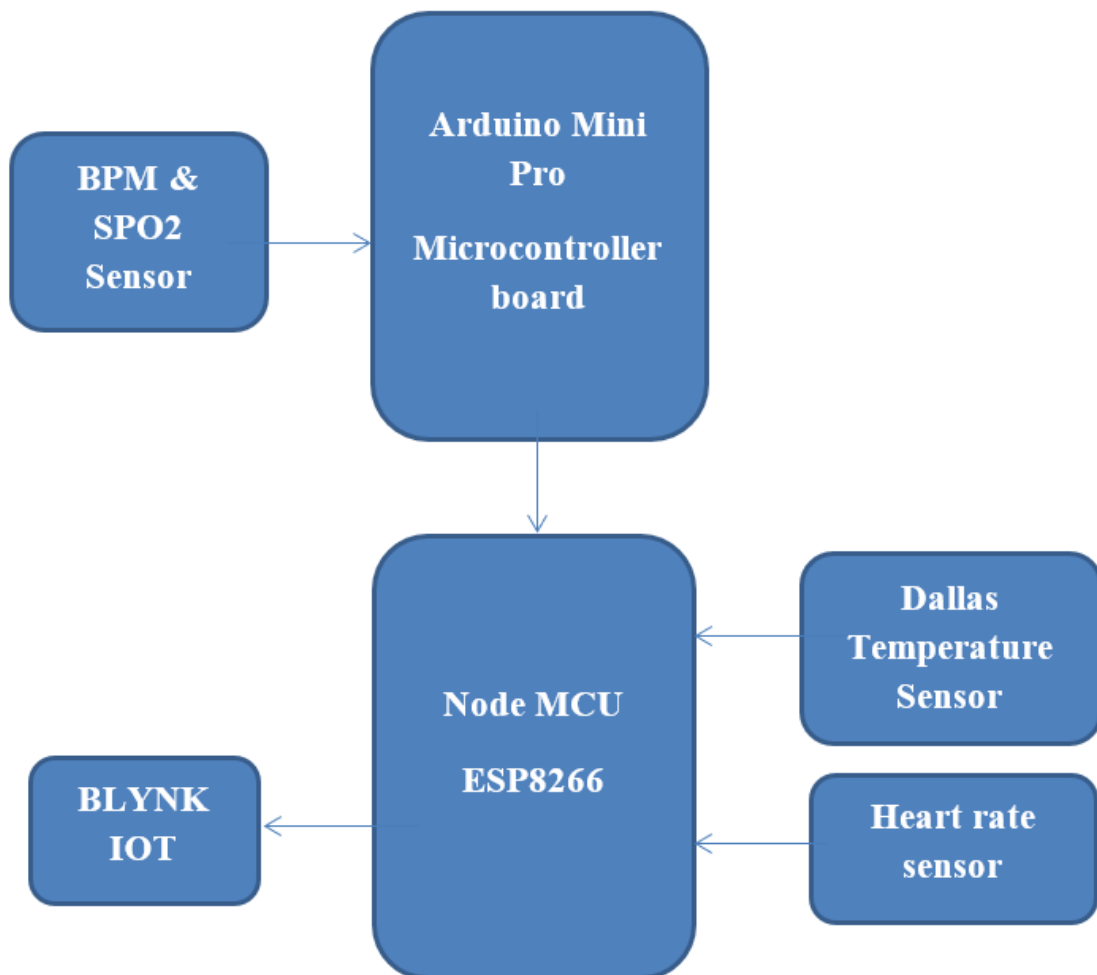 Arduino Mini
Pro
Microcontroller
board
BPM &
SPO2
Sensor
Node MCU
ESP8266
Dallas
Temperature
Sensor
Heart rate
sensor
BLYNK
IOT